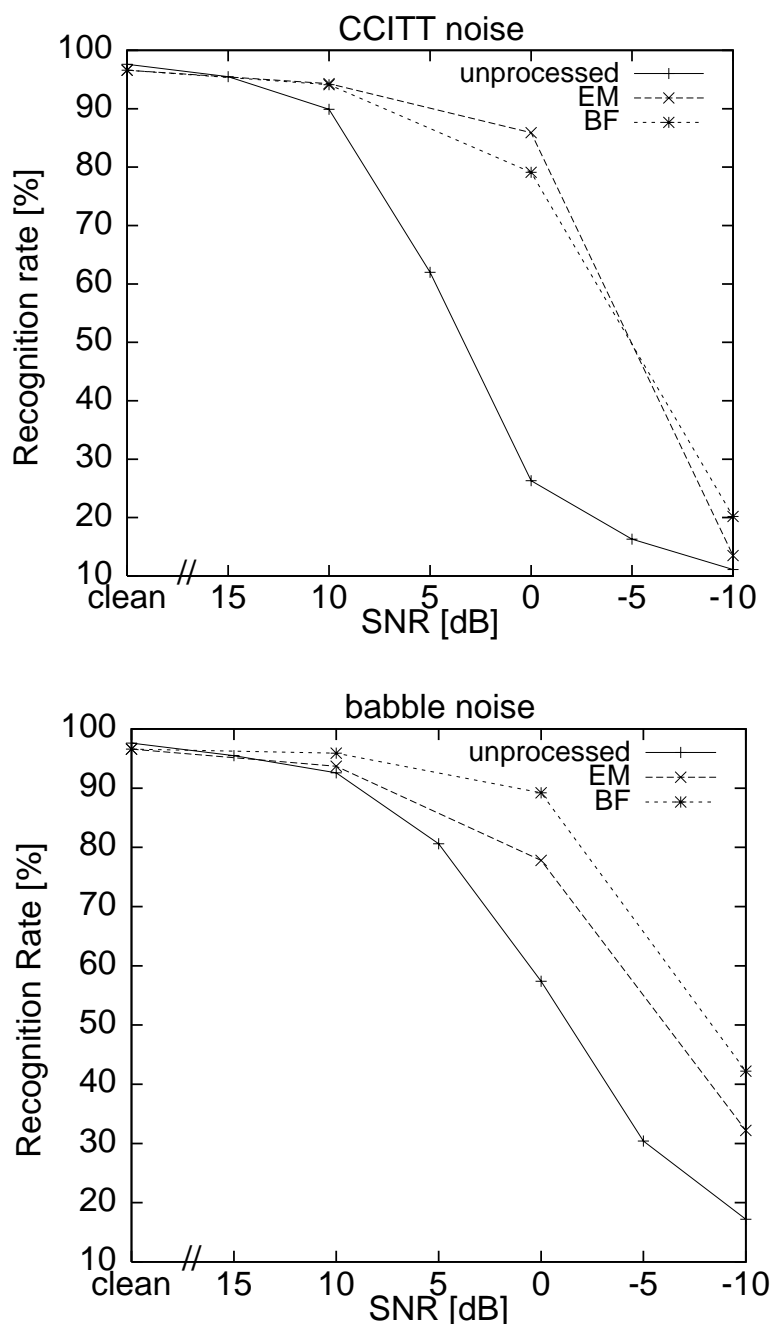 CCITT noise
unprocessed
EM
BF
Recognition rate [%]
100
90
80
70
60
50
40
30
20
10
clean // 15 10 5 0 -5 -10
SNR [dB]
babble noise
unprocessed
EM
BF
Recognition Rate [%]
100
90
80
70
60
50
40
30
20
10
clean // 15 10 5 0 -5 -10
SNR [dB]